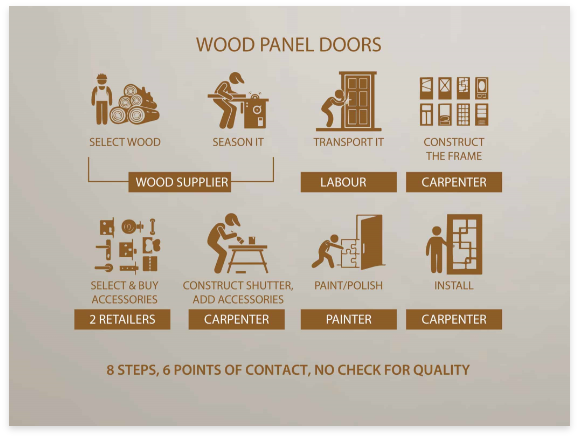 WOOD PANEL DOORS
SELECT WOOD
SEASON IT
TRANSPORT IT
CONSTRUCT
THE FRAME
WOOD SUPPLIER
LABOUR
CARPENTER
SELECT & BUY
ACCESSORIES
CONSTRUCT SHUTTER,
ADD ACCESSORIES
PAINT/POLISH
INSTALL
2 RETAILERS
CARPENTER
PAINTER
CARPENTER
8 STEPS, 6 POINTS OF CONTACT, NO CHECK FOR QUALITY